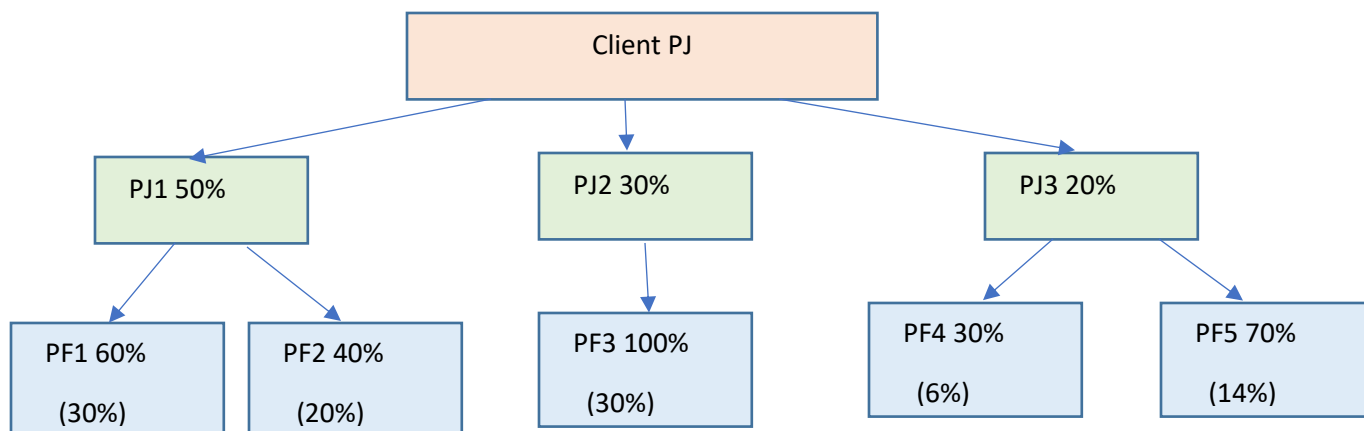 Client PJ
PJ1 50%
PJ2 30%
PJ3 20%
PF1 60%
(30%)
PF2 40%
(20%)
PF3 100%
(30%)
PF4 30%
(6%)
PF5 70%
(14%)